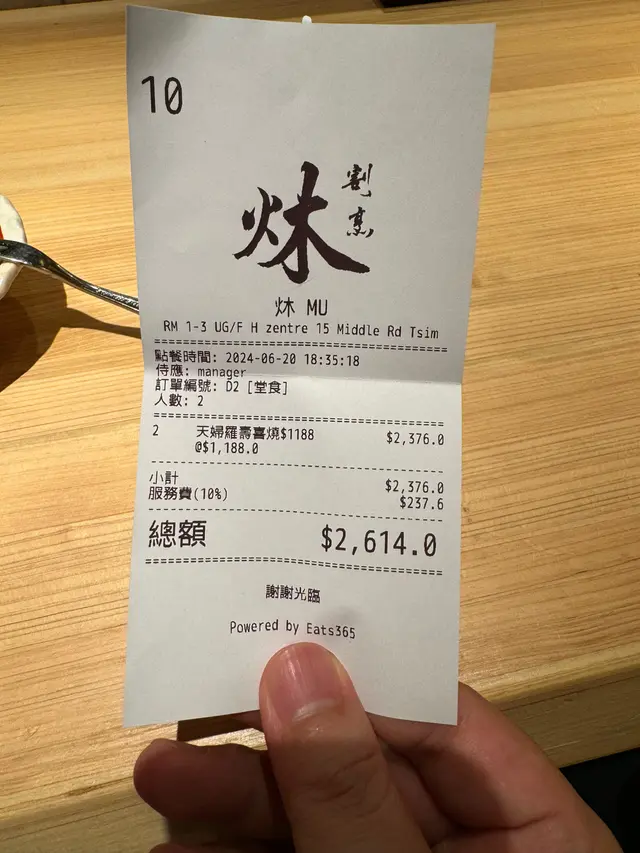 10
割烹
炑
炑 MU
RM 1-3 UG/F H zentre 15 Middle Rd Tsim
點餐時間: 2024-06-20 18:35:18
侍應: manager
訂單編號: D2 [堂食]
人數: 2
2 天婦羅壽喜燒$1188 $2,376.0
@$1,188.0
小計 $2,376.0
服務費(10%) $237.6
總額 $2,614.0
謝謝光臨
Powered by Eats365